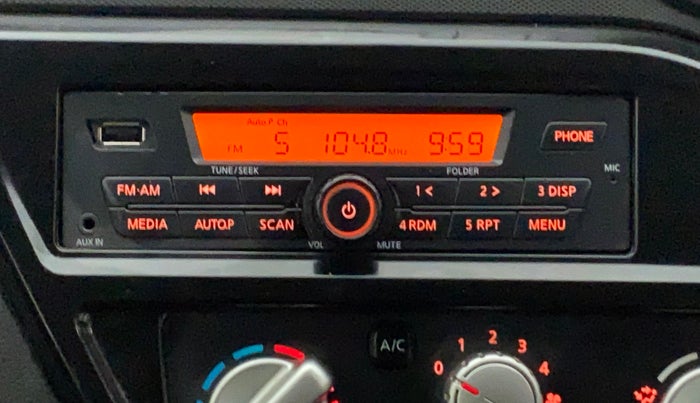 Auto P. Ch
FM 5 104.8 MHz 9:59
PHONE
TUNE/SEEK FOLDER MIC
FM·AM 1 < 2 > 3 DISP
MEDIA AUTO.P SCAN 4 RDM 5 RPT MENU
AUX IN VOL MUTE
A/C
0 1 2 3 4